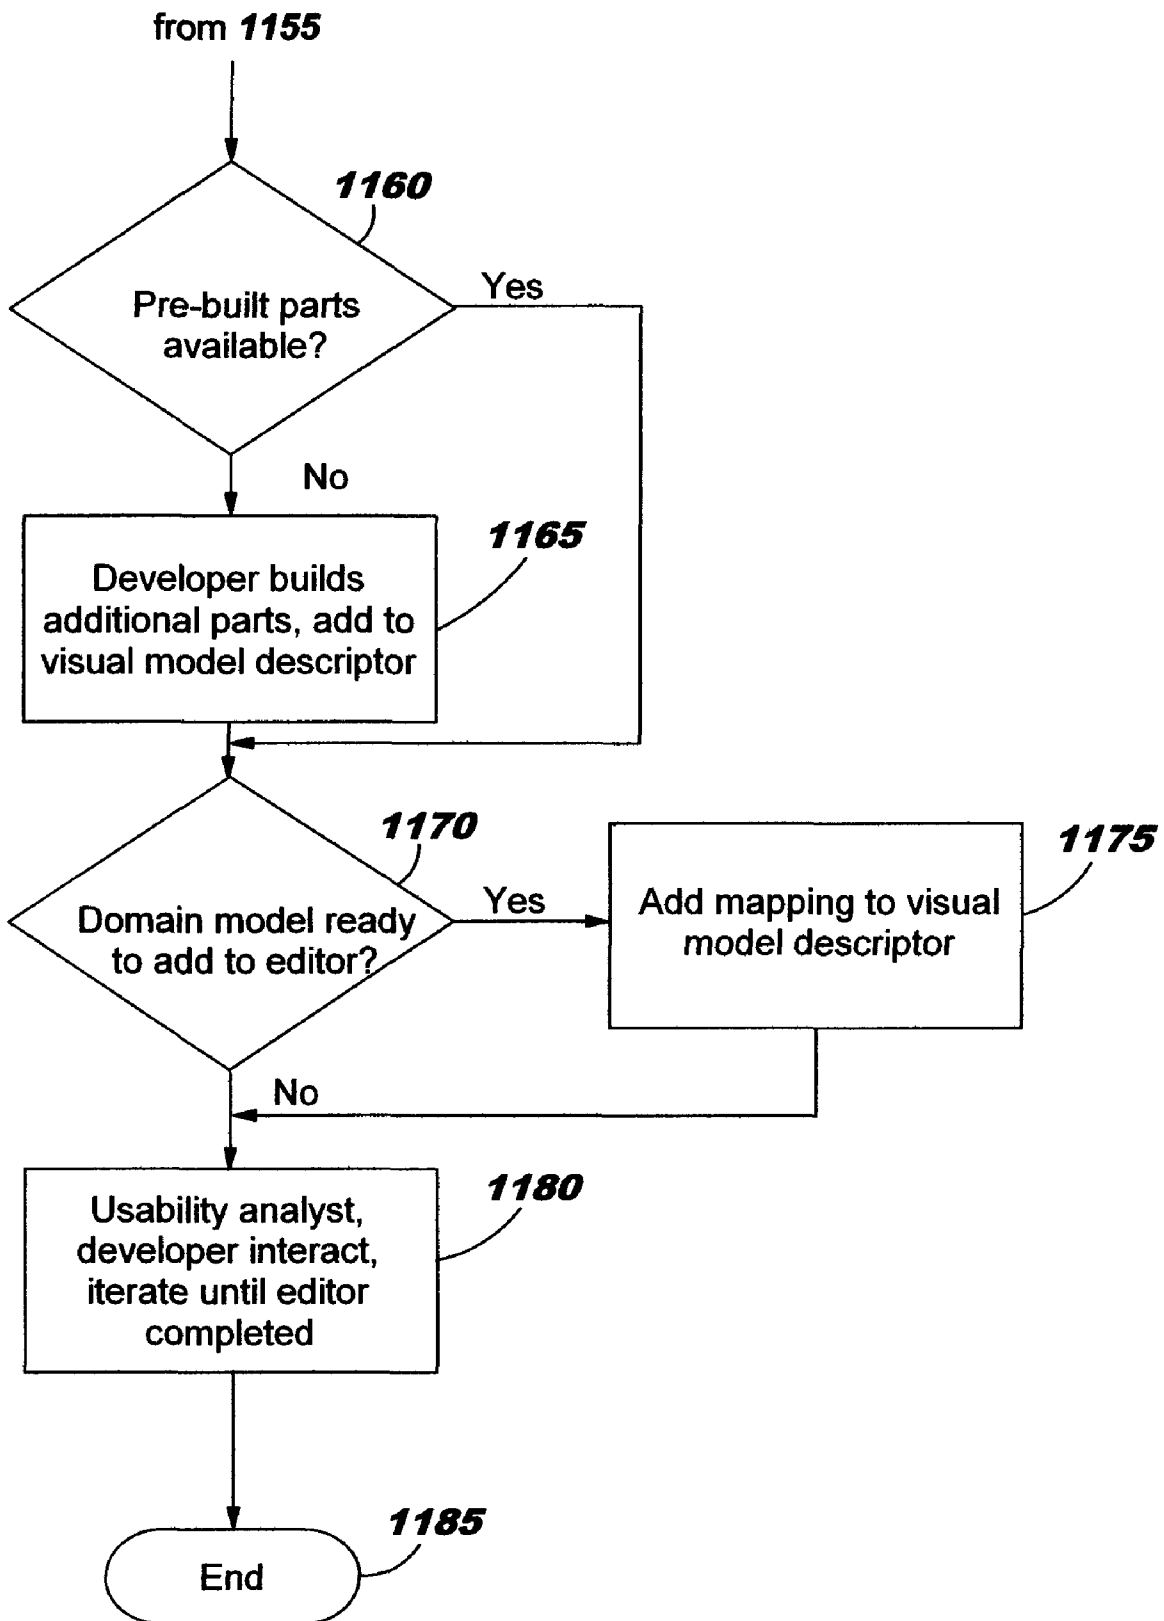 from 1155
1160
Yes
Pre-built parts
available?
No
1165
Developer builds
additional parts, add to
visual model descriptor
1170
1175
Yes
Add mapping to visual
model descriptor
Domain model ready
to add to editor?
No
1180
Usability analyst,
developer interact,
iterate until editor
completed
1185
End